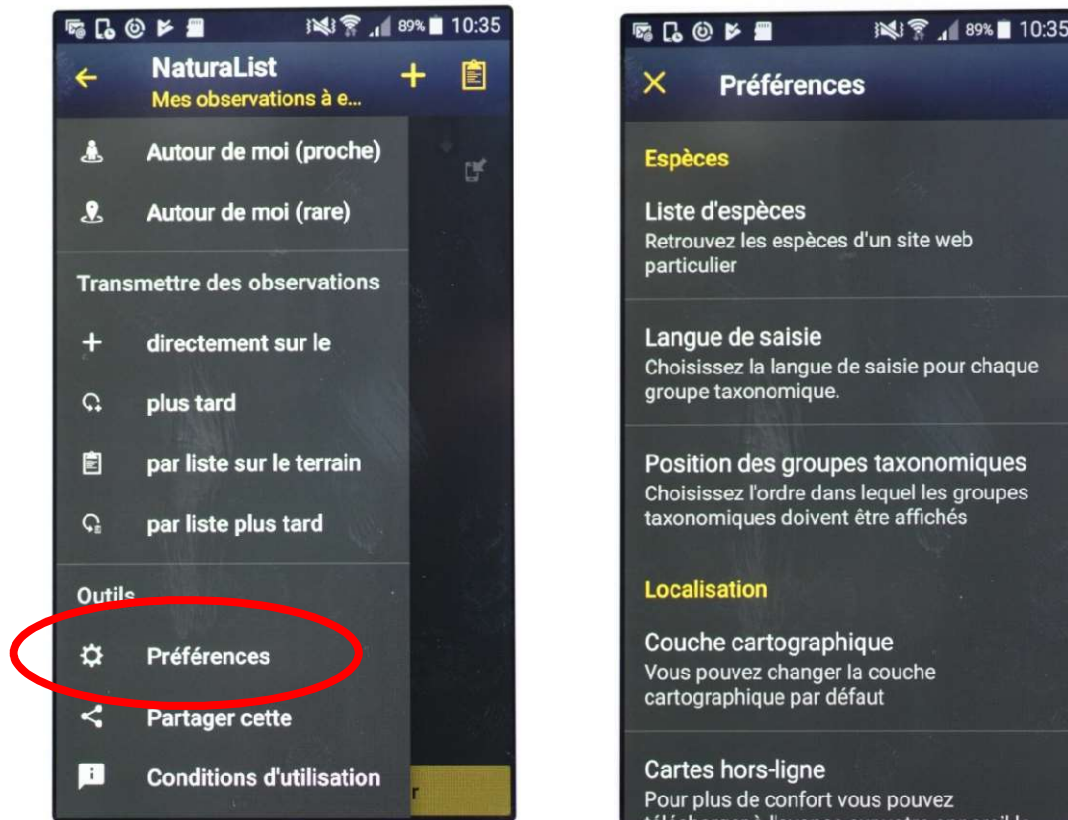 89% 10:35
NaturaList
Mes observations à e...
Autour de moi (proche)
Autour de moi (rare)
Transmettre des observations
directement sur le
plus tard
par liste sur le terrain
par liste plus tard
Outils
Préférences
Partager cette
Conditions d'utilisation
r
89% 10:35
Préférences
Espèces
Liste d'espèces
Retrouvez les espèces d'un site web
particulier
Langue de saisie
Choisissez la langue de saisie pour chaque
groupe taxonomique.
Position des groupes taxonomiques
Choisissez l'ordre dans lequel les groupes
taxonomiques doivent être affichés
Localisation
Couche cartographique
Vous pouvez changer la couche
cartographique par défaut
Cartes hors-ligne
Pour plus de confort vous pouvez